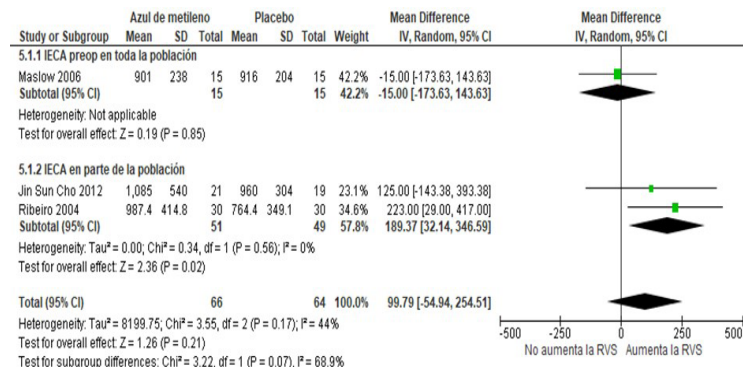 Azul de metileno Placebo Mean Difference Mean Difference
Study or Subgroup Mean SD Total Mean SD Total Weight IV, Random, 95% CI IV, Random, 95% CI
5.1.1 IECA preop en toda la población
Maslow 2006 901 238 15 916 204 15 42.2% -15.00 [-173.63, 143.63]
Subtotal (95% CI) 15 15 42.2% -15.00 [-173.63, 143.63]
Heterogeneity: Not applicable
Test for overall effect: Z = 0.19 (P = 0.85)
5.1.2 IECA en parte de la población
Jin Sun Cho 2012 1,085 540 21 960 304 19 23.1% 125.00 [-143.38, 393.38]
Ribeiro 2004 987.4 414.8 30 764.4 349.1 30 34.6% 223.00 [29.00, 417.00]
Subtotal (95% CI) 51 49 57.8% 189.37 [32.14, 346.59]
Heterogeneity: Tau² = 0.00; Chi² = 0.34, df = 1 (P = 0.56); I² = 0%
Test for overall effect: Z = 2.36 (P = 0.02)
Total (95% CI) 66 64 100.0% 99.79 [-54.94, 254.51]
Heterogeneity: Tau² = 8199.75; Chi² = 3.55, df = 2 (P = 0.17); I² = 44%
Test for overall effect: Z = 1.26 (P = 0.21)
Test for subgroup differences: Chi² = 3.22, df = 1 (P = 0.07), I² = 68.9%
-500 -250 0 250 500
No aumenta la RVS Aumenta la RVS